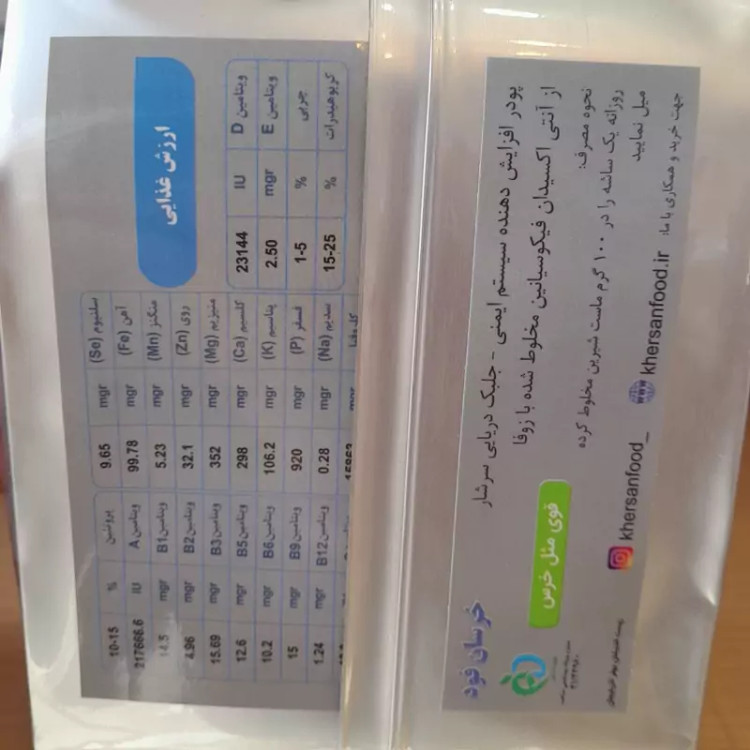 ارزش غذایی
ویتامین D IU 23144
ویتامین E mgr 2.50
چربی % 1-5
کربوهیدرات % 15-25
سلنیوم (Se) mgr 9.65
آهن (Fe) mgr 99.78
منگنز (Mn) mgr 5.23
روی (Zn) mgr 32.1
منیزیم (Mg) mgr 352
کلسیم (Ca) mgr 298
پتاسیم (K) mgr 106.2
فسفر (P) mgr 920
سدیم (Na) mgr 0.28
پروتئین % 10-15
ویتامین A IU 217666.6
ویتامین B1 mgr 14.5
ویتامین B2 mgr 4.96
ویتامین B3 mgr 15.69
ویتامین B5 mgr 12.6
ویتامین B6 mgr 10.2
ویتامین B9 mgr 15
ویتامین B12 mgr 1.24
خرسان فود
قوی مثل خرس
پودر افزایش دهنده سیستم ایمنی - جلبک دریایی سرشار
از آنتی اکسیدان فیکوسیانین مخلوط شده با زوفا
نحوه مصرف:
روزانه یک ساشه را در ۱۰۰ گرم ماست شیرین مخلوط کرده
میل نمایید
جهت خرید و همکاری با ما:
khersanfood.ir
khersanfood_